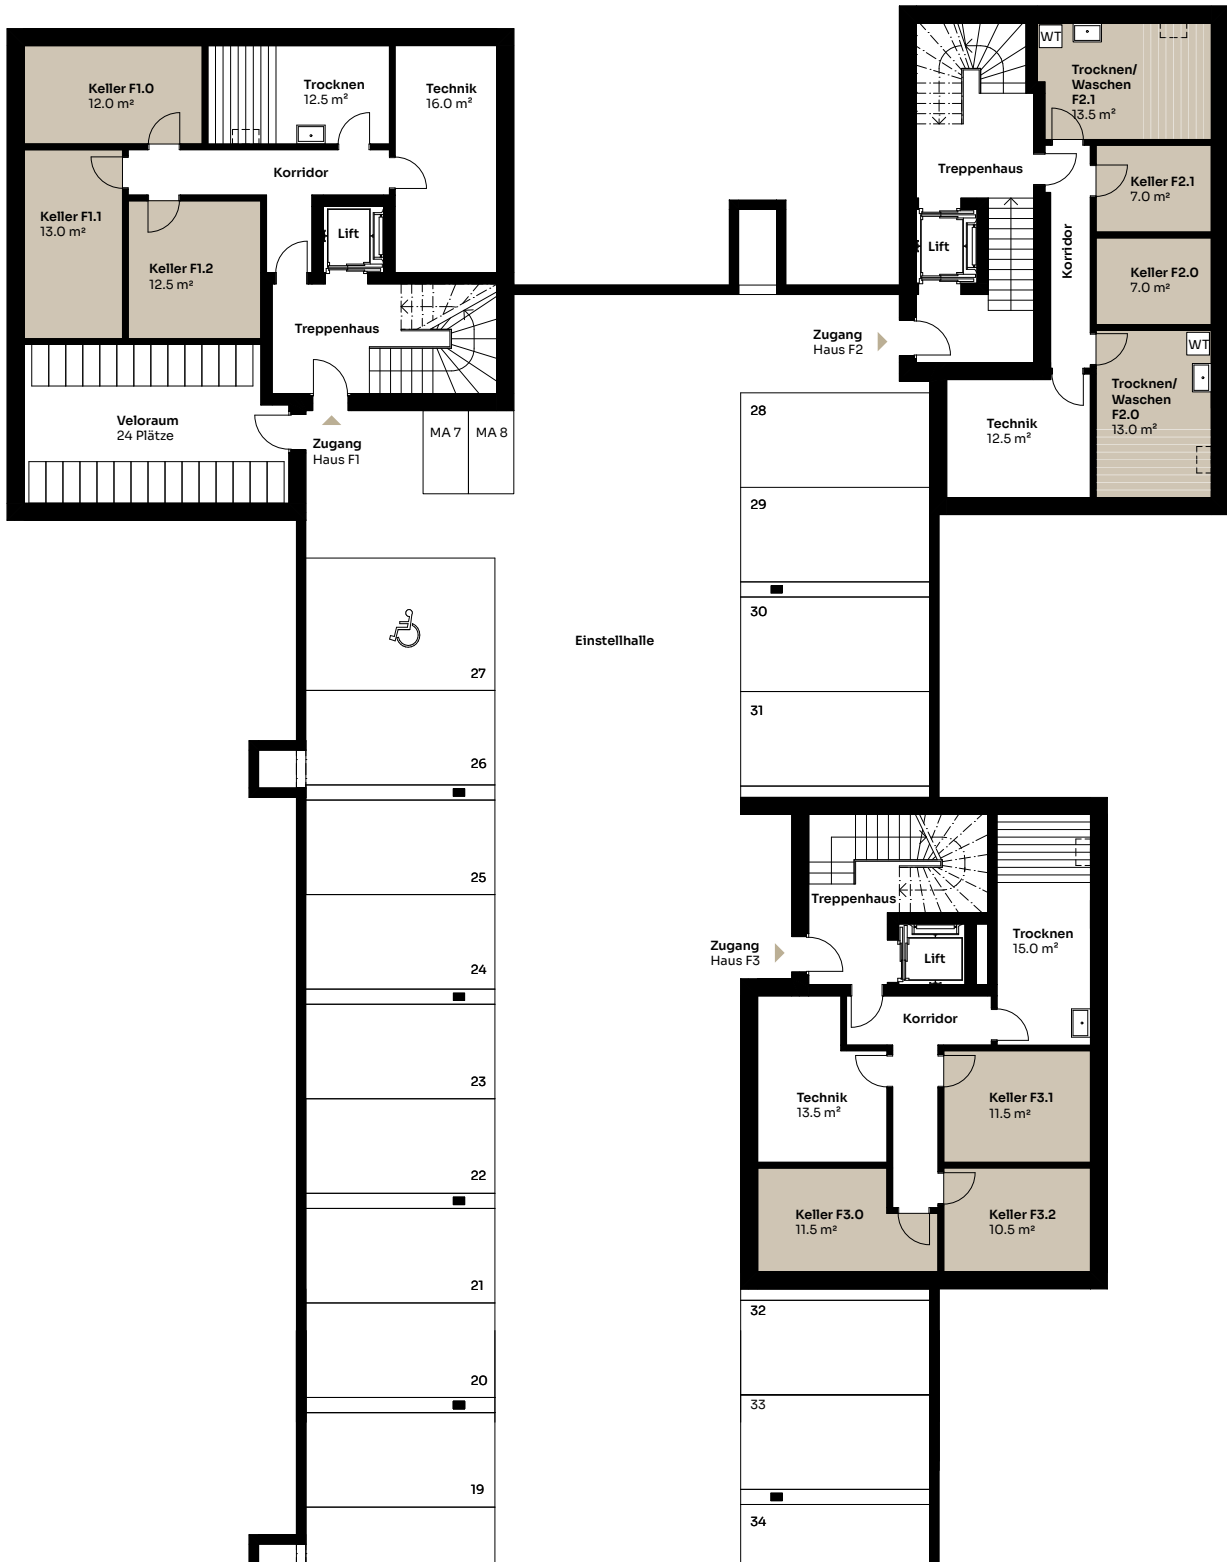 Keller F1.0
12.0 m²
Trocknen
12.5 m²
Technik
16.0 m²
Korridor
Keller F1.1
13.0 m²
Keller F1.2
12.5 m²
Lift
Treppenhaus
Veloraum
24 Plätze
Zugang
Haus F1
MA 7
MA 8
WT
Trocknen/
Waschen
F2.1
13.5 m²
Treppenhaus
Keller F2.1
7.0 m²
Korridor
Lift
Keller F2.0
7.0 m²
Zugang
Haus F2
WT
Trocknen/
Waschen
F2.0
13.0 m²
Technik
12.5 m²
28
29
30
31
Einstellhalle
27
26
25
24
23
22
21
20
19
Treppenhaus
Zugang
Haus F3
Lift
Trocknen
15.0 m²
Korridor
Technik
13.5 m²
Keller F3.1
11.5 m²
Keller F3.0
11.5 m²
Keller F3.2
10.5 m²
32
33
34